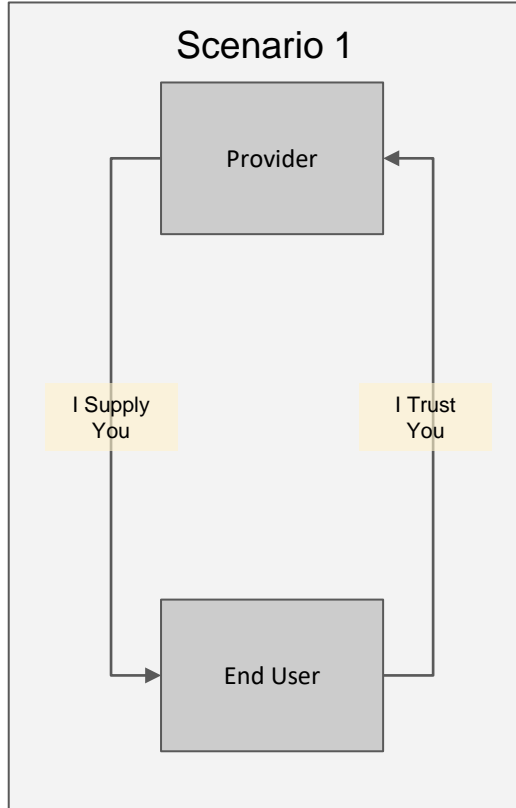 Scenario 1
Provider
I Supply
You
I Trust
You
End User